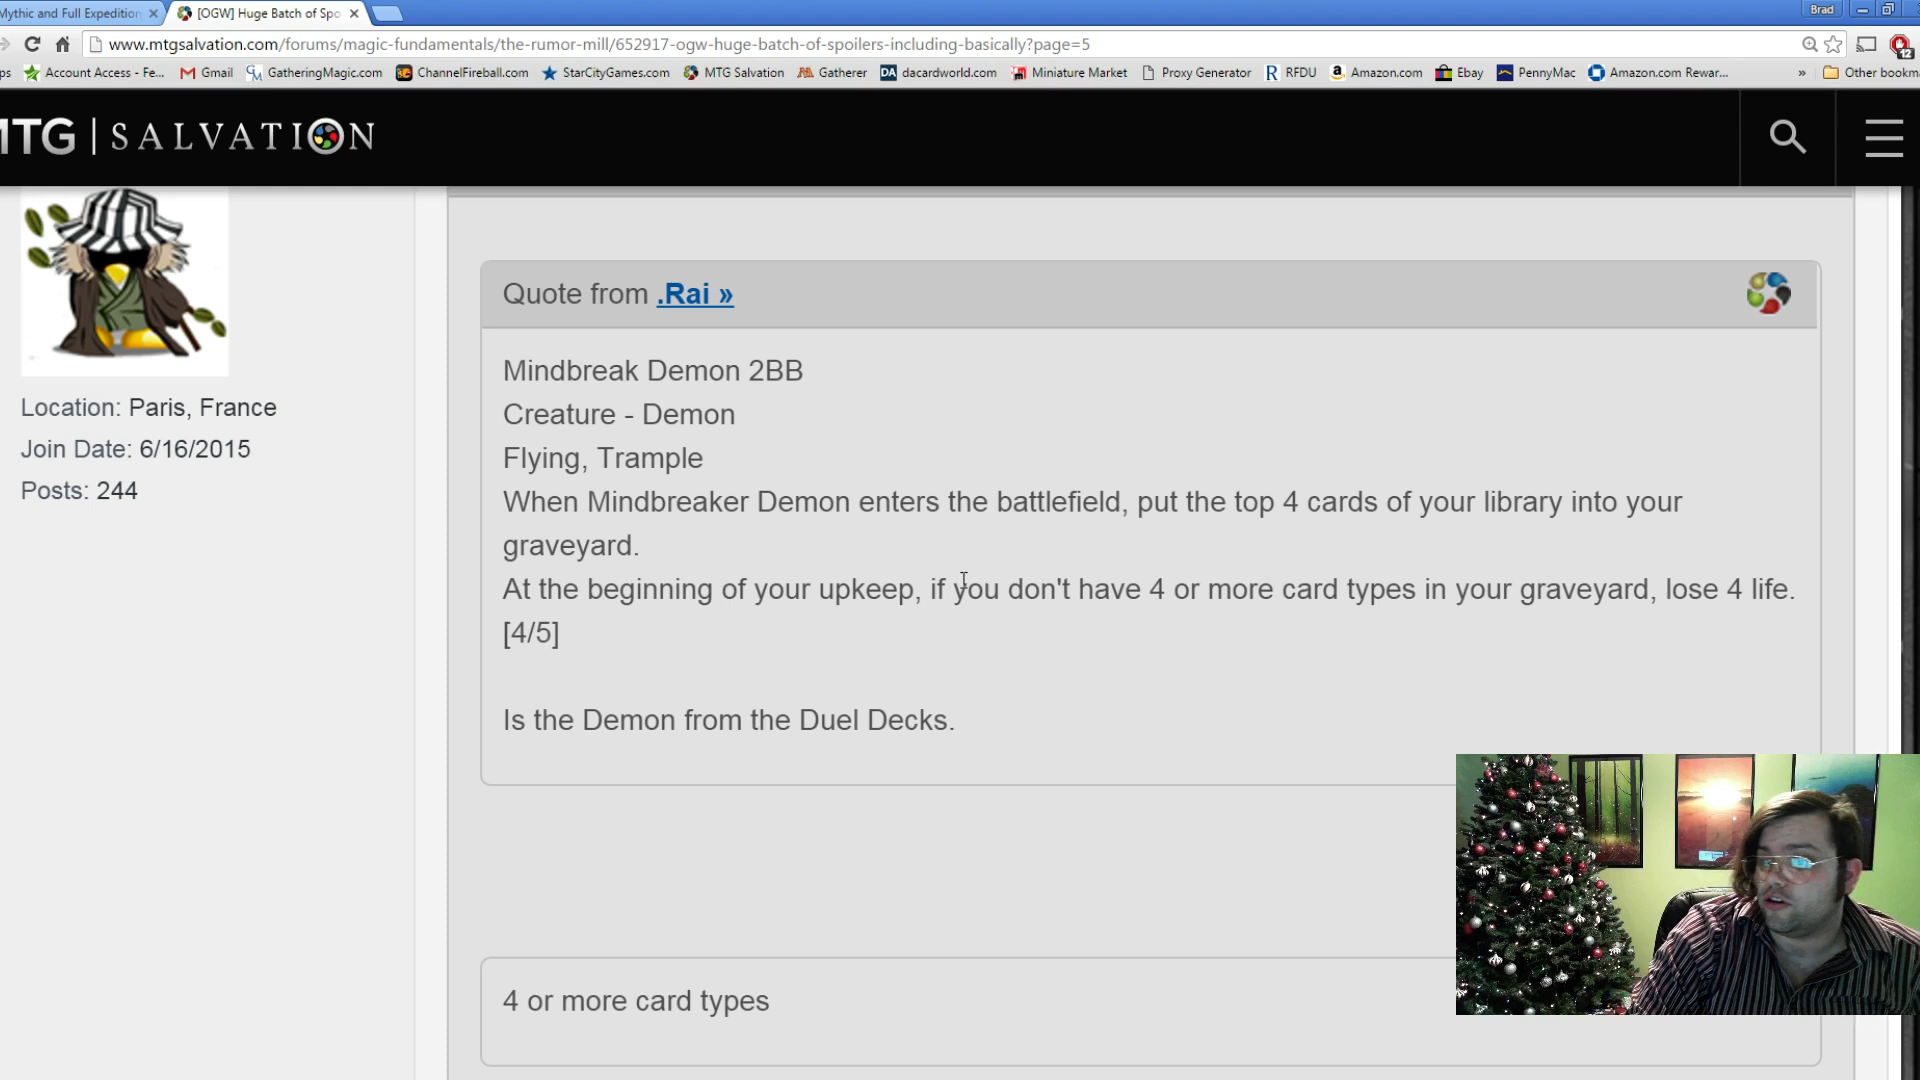 Mythic and Full Expedition
[OGW] Huge Batch of Spo
Brad
www.mtgsalvation.com/forums/magic-fundamentals/the-rumor-mill/652917-ogw-huge-batch-of-spoilers-including-basically?page=5
12
ps Account Access - Fe... Gmail GatheringMagic.com ChannelFireball.com StarCityGames.com MTG Salvation Gatherer DA dacardworld.com Miniature Market Proxy Generator R RFDU Amazon.com Ebay PennyMac Amazon.com Rewar... » Other bookm
MTG | SALVATION
Location: Paris, France
Join Date: 6/16/2015
Posts: 244
Quote from .Rai »
Mindbreak Demon 2BB
Creature - Demon
Flying, Trample
When Mindbreaker Demon enters the battlefield, put the top 4 cards of your library into your
graveyard.
At the beginning of your upkeep, if you don't have 4 or more card types in your graveyard, lose 4 life.
[4/5]
Is the Demon from the Duel Decks.
4 or more card types